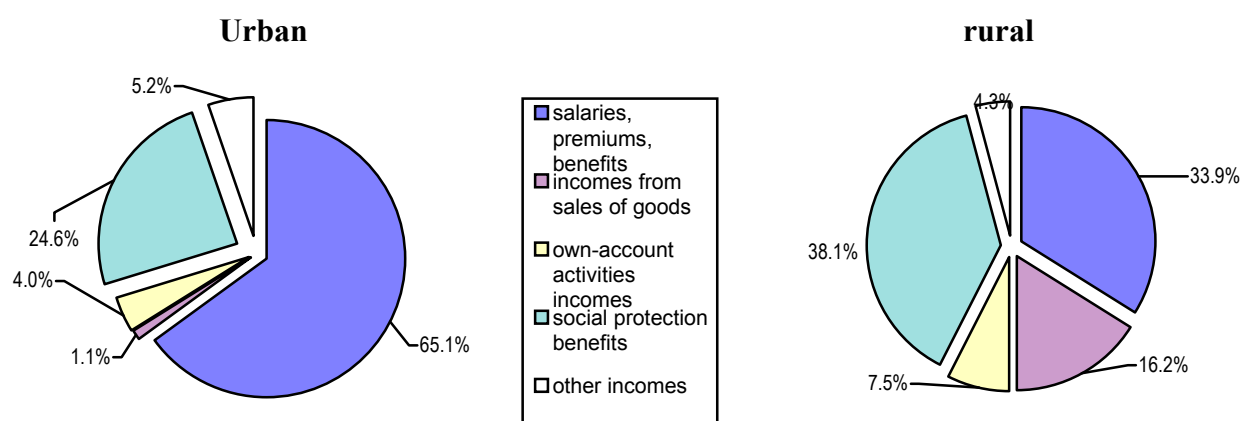 Urban
rural
5.2%
24.6%
4.0%
1.1%
65.1%
salaries,
premiums,
benefits
incomes from
sales of goods
own-account
activities
incomes
social protection
benefits
other incomes
4.3%
33.9%
38.1%
16.2%
7.5%